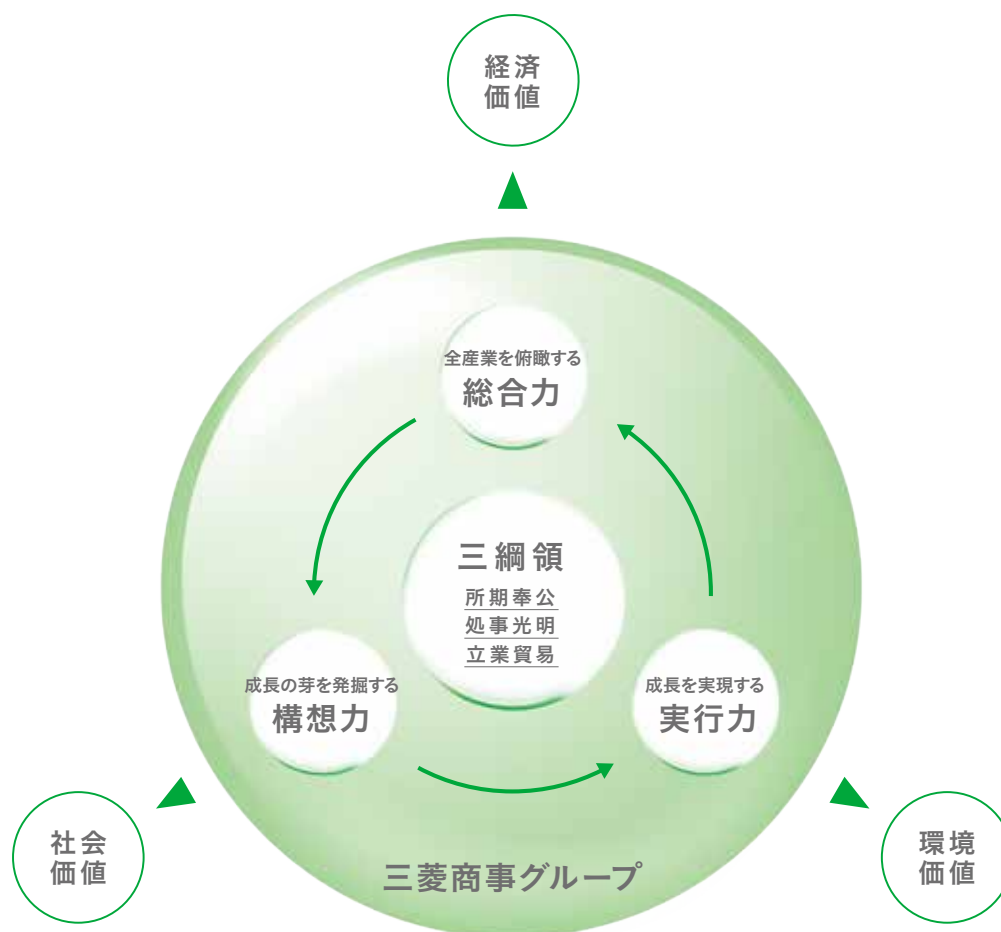 経済
価値
全産業を俯瞰する
総合力
三綱領
所期奉公
処事光明
立業貿易
成長の芽を発掘する
構想力
成長を実現する
実行力
社会
価値
環境
価値
三菱商事グループ